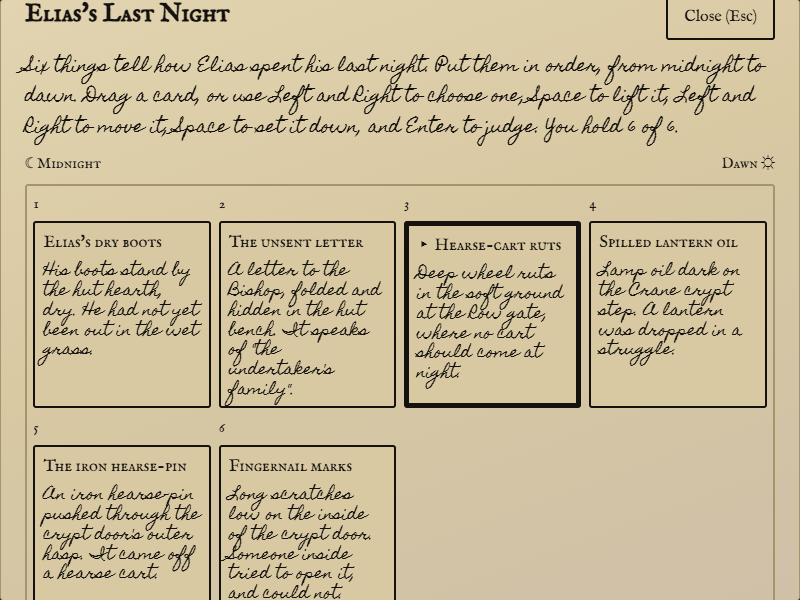 Elias's Last Night
Close (Esc)
Six things tell how Elias spent his last night. Put them in order, from midnight to
dawn. Drag a card, or use Left and Right to choose one, Space to lift it, Left and
Right to move it, Space to set it down, and Enter to judge. You hold 6 of 6.
☾ Midnight
Dawn ☼
1
Elias's dry boots
His boots stand by
the hut hearth,
dry. He had not yet
been out in the wet
grass.
2
The unsent letter
A letter to the
Bishop, folded and
hidden in the hut
bench. It speaks
of "the
undertaker's
family".
3
▸ Hearse-cart ruts
Deep wheel ruts
in the soft ground
at the Row gate,
where no cart
should come at
night.
4
Spilled lantern oil
Lamp oil dark on
the Crane crypt
step. A lantern
was dropped in a
struggle.
5
The iron hearse-pin
An iron hearse-pin
pushed through the
crypt door's outer
hasp. It came off
a hearse cart.
6
Fingernail marks
Long scratches
low on the inside
of the crypt door.
Someone inside
tried to open it,
and could not.